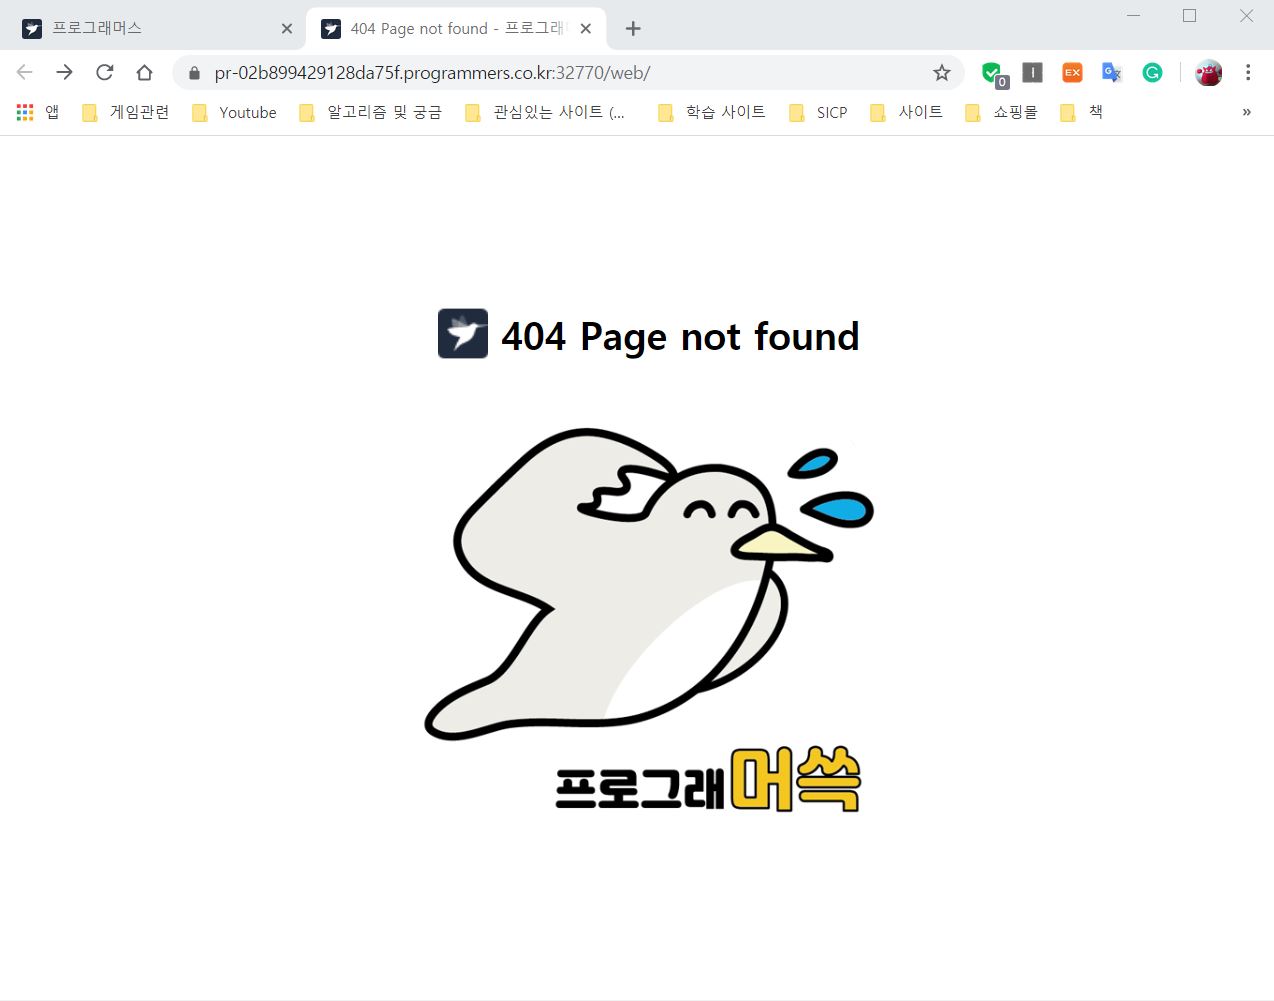 프로그래머스
404 Page not found - 프로그래
pr-02b899429128da75f.programmers.co.kr:32770/web/
0
I
EX
G
앱
게임관련
Youtube
알고리즘 및 궁금
관심있는 사이트 (...
학습 사이트
SICP
사이트
쇼핑몰
책
»
404 Page not found
프로그래머쓱